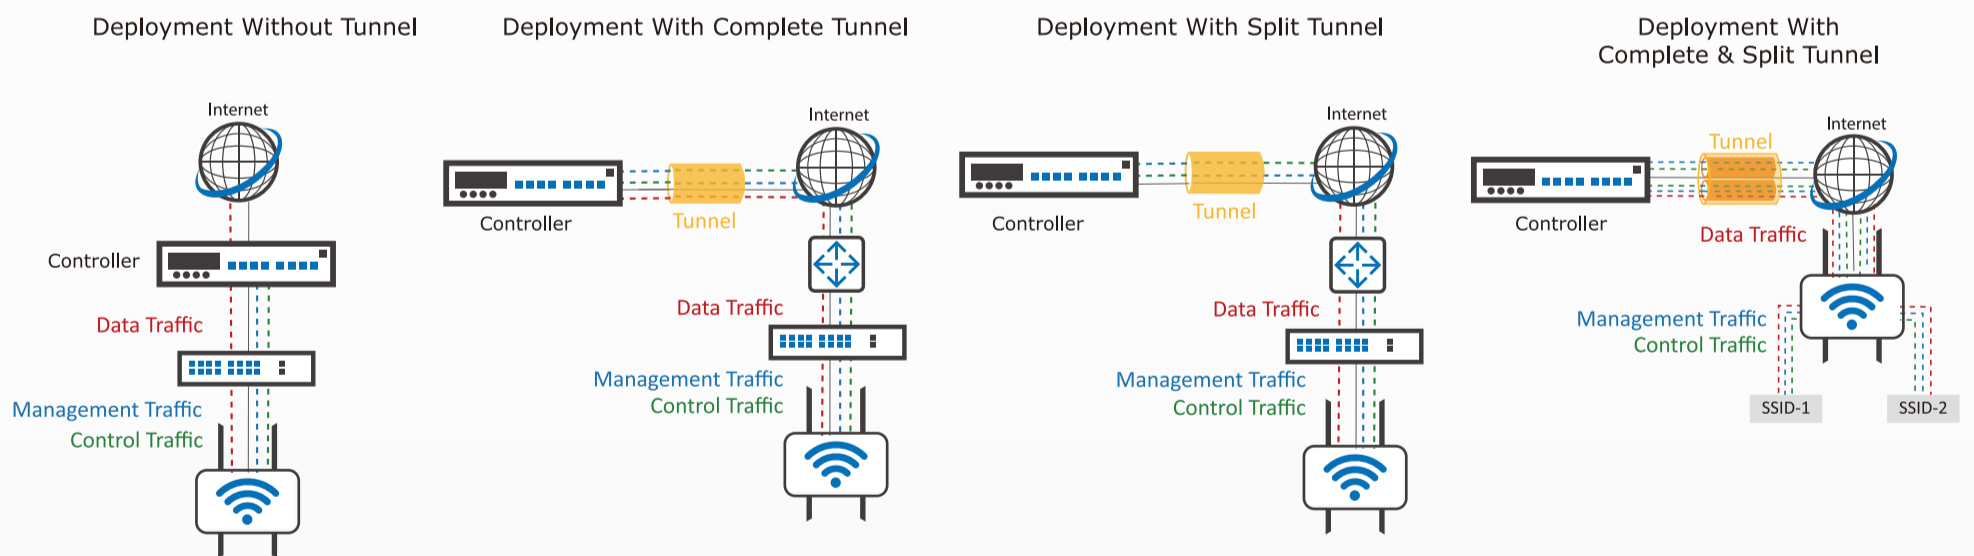 Deployment Without Tunnel
Internet
Controller
Data Traffic
Management Traffic
Control Traffic
Deployment With Complete Tunnel
Internet
Controller
Tunnel
Data Traffic
Management Traffic
Control Traffic
Deployment With Split Tunnel
Internet
Controller
Tunnel
Data Traffic
Management Traffic
Control Traffic
Deployment With
Complete & Split Tunnel
Internet
Tunnel
Controller
Data Traffic
Management Traffic
Control Traffic
SSID-1
SSID-2